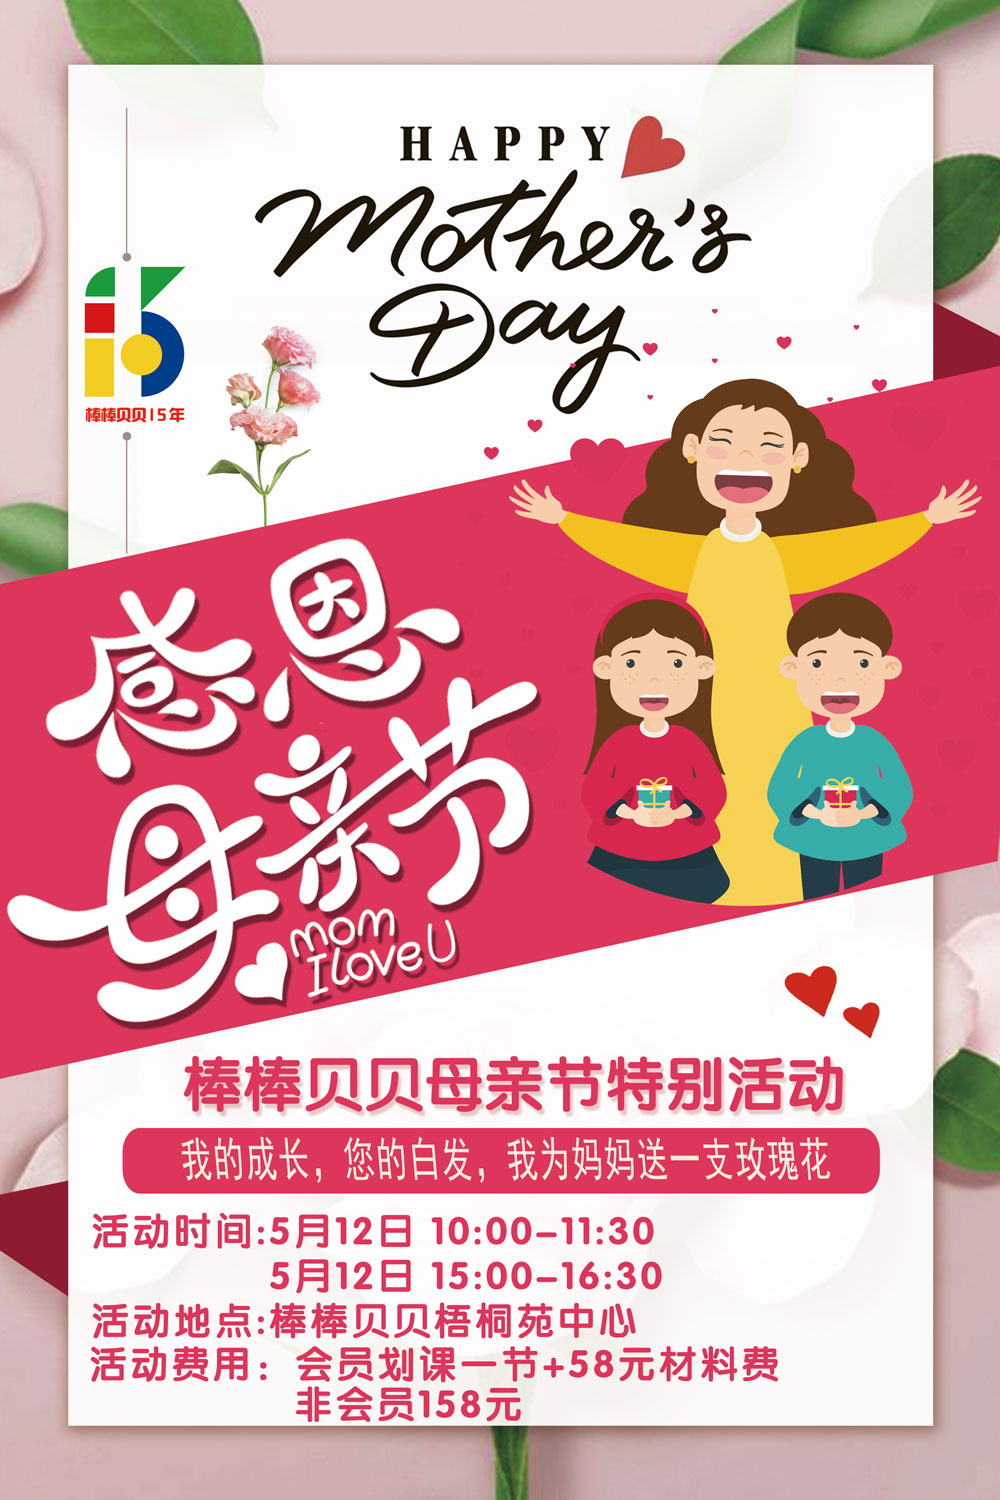 HAPPY
Mother's
Day
棒棒贝贝15年
感恩
母亲节
mom
I love U
棒棒贝贝母亲节特别活动
我的成长，您的白发，我为妈妈送一支玫瑰花
活动时间:5月12日 10:00-11:30
5月12日 15:00-16:30
活动地点:棒棒贝贝梧桐苑中心
活动费用：会员划课一节+58元材料费
非会员158元